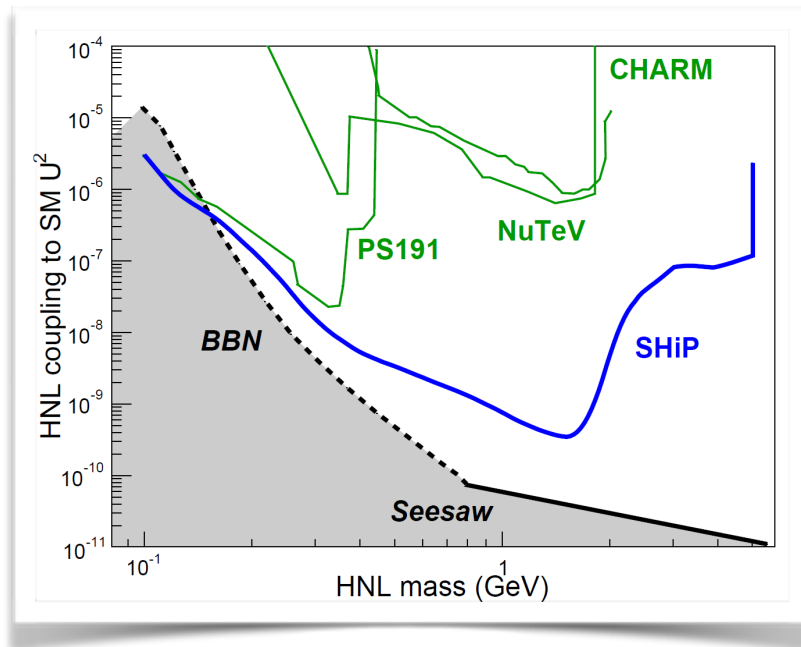 HNL coupling to SM U²
10⁻⁴
10⁻⁵
10⁻⁶
10⁻⁷
10⁻⁸
10⁻⁹
10⁻¹⁰
10⁻¹¹
CHARM
NuTeV
PS191
SHiP
BBN
Seesaw
10⁻¹
1
HNL mass (GeV)